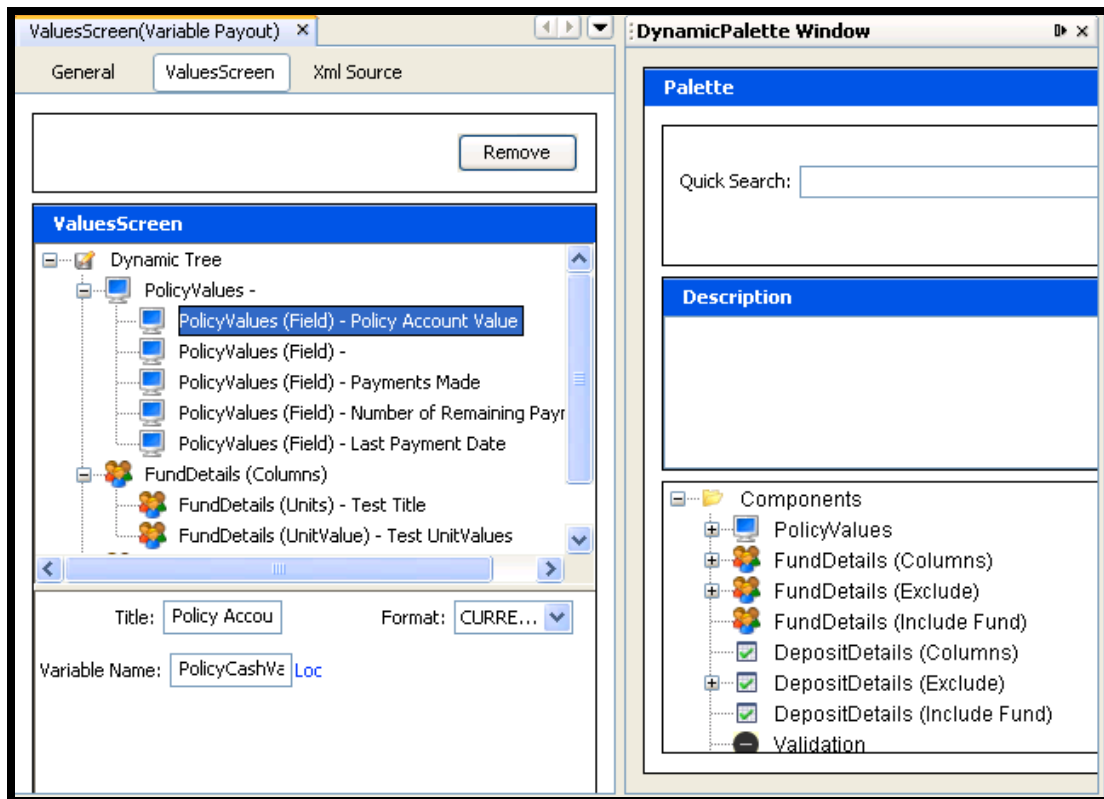 ValuesScreen(Variable Payout)
General ValuesScreen Xml Source
Remove
ValuesScreen
Dynamic Tree
PolicyValues -
PolicyValues (Field) - Policy Account Value
PolicyValues (Field) -
PolicyValues (Field) - Payments Made
PolicyValues (Field) - Number of Remaining Payr
PolicyValues (Field) - Last Payment Date
FundDetails (Columns)
FundDetails (Units) - Test Title
FundDetails (UnitValue) - Test UnitValues
Title: Policy Accou Format: CURRE...
Variable Name: PolicyCashVa Loc
DynamicPalette Window
Palette
Quick Search:
Description
Components
PolicyValues
FundDetails (Columns)
FundDetails (Exclude)
FundDetails (Include Fund)
DepositDetails (Columns)
DepositDetails (Exclude)
DepositDetails (Include Fund)
Validation